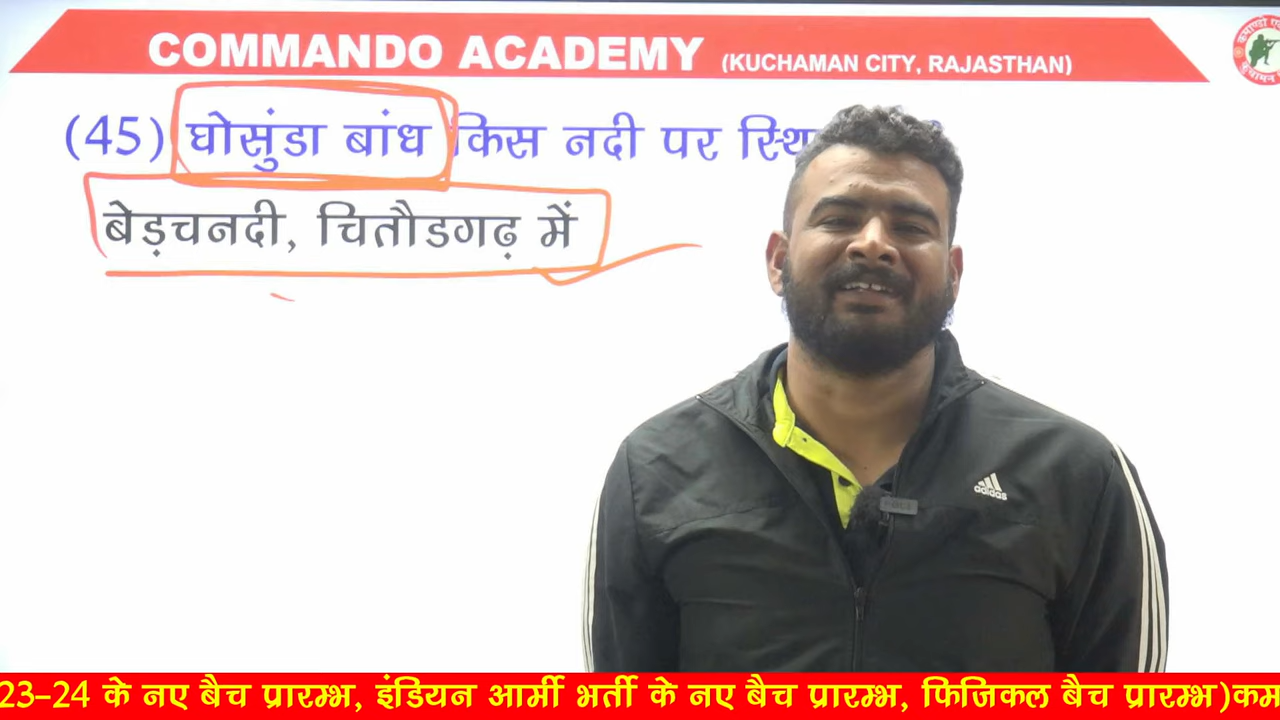 COMMANDO ACADEMY (KUCHAMAN CITY, RAJASTHAN)
(45) घोसुंडा बांध किस नदी पर
बेड़चनदी, चितौडगढ़ में
adidas
23-24 के नए बैच प्रारम्भ, इंडियन आर्मी भर्ती के नए बैच प्रारम्भ, फिजिकल बैच प्रारम्भ)कम